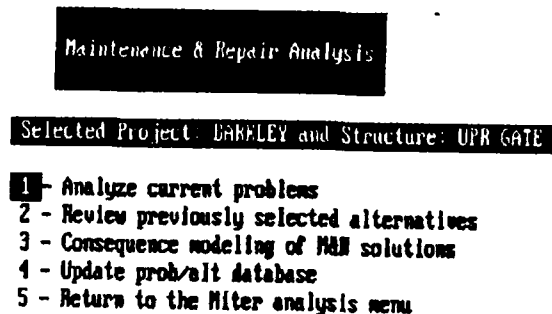 Maintenance & Repair Analysis
Selected Project: BARKLEY and Structure: UPR GATE
1 - Analyze current problems
2 - Review previously selected alternatives
3 - Consequence modeling of M&R solutions
4 - Update prob/alt database
5 - Return to the Miter analysis menu